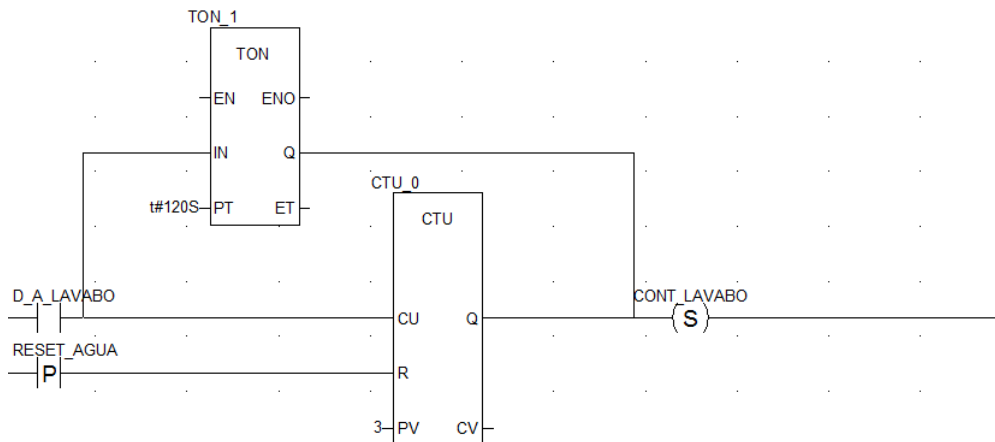 TON_1
TON
EN ENO
IN Q
t#120S PT ET
CTU_0
CTU
D_A_LAVABO CONT_LAVABO
CU Q S
RESET_AGUA
P R
3 PV CV